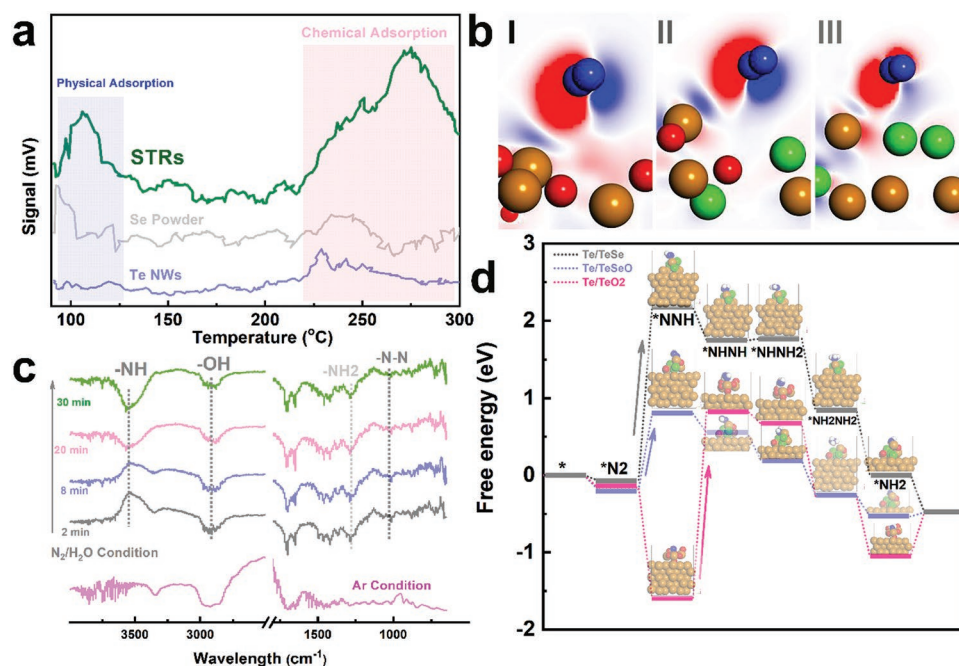 a
Chemical Adsorption
Physical Adsorption
STRs
Se Powder
Te NWs
Signal (mV)
100 150 200 250 300
Temperature (°C)
b I II III
c
-NH -OH -NH2 -N-N
30 min
20 min
8 min
2 min
N2/H2O Condition
Ar Condition
3500 3000 1500 1000
Wavelength (cm-1)
d
Te/TeSe
Te/TeSeO
Te/TeO2
Free energy (eV)
3
2
1
0
-1
-2
*
*N2
*NNH
*NHNH
*NHNH2
*NH2NH2
*NH2